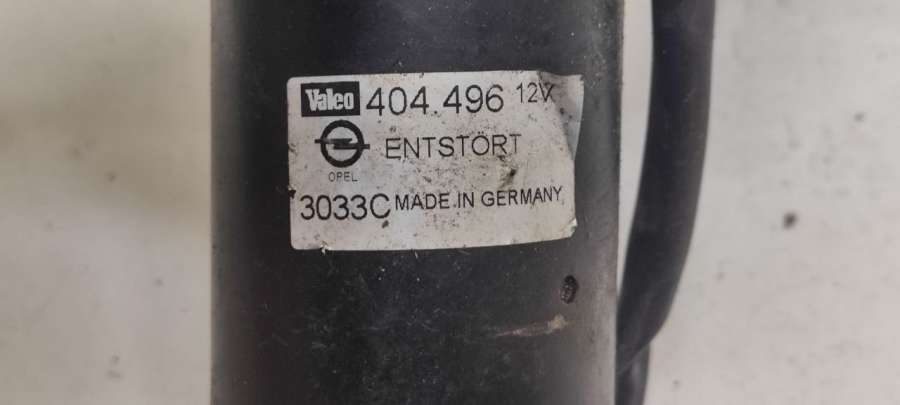 Valeo 404.496 12V
ENTSTÖRT
OPEL
3033C MADE IN GERMANY